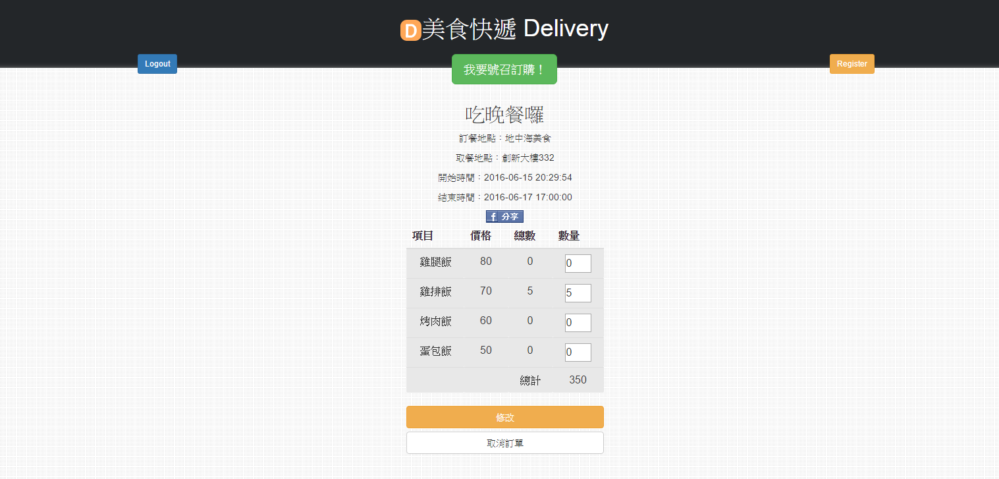 D美食快遞 Delivery
Logout
我要號召訂購！
Register
吃晚餐囉
訂餐地點：地中海美食
取餐地點：創新大樓332
開始時間：2016-06-15 20:29:54
結束時間：2016-06-17 17:00:00
f 分享
項目 價格 總數 數量
雞腿飯 80 0 0
雞排飯 70 5 5
烤肉飯 60 0 0
蛋包飯 50 0 0
總計 350
修改
取消訂單